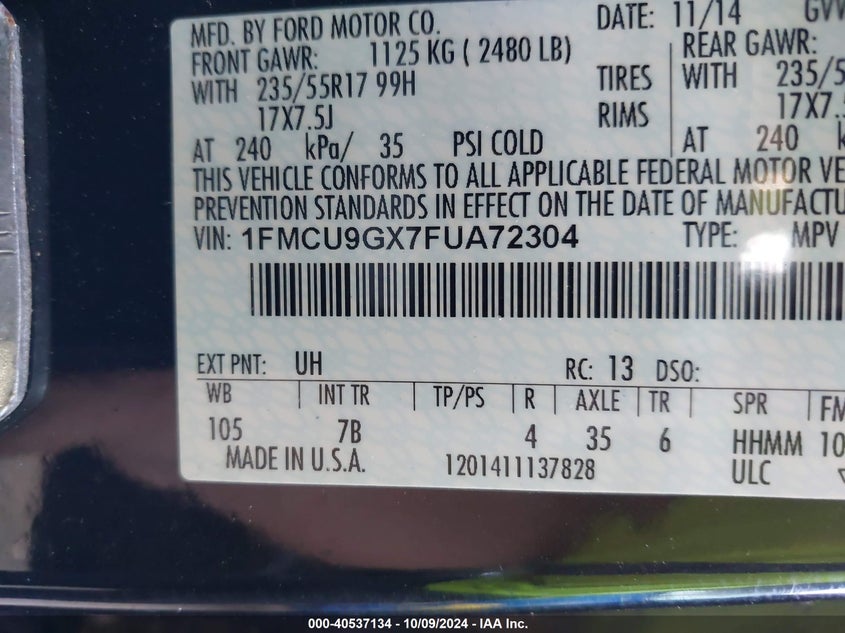 MFD. BY FORD MOTOR CO. DATE: 11/14
FRONT GAWR: 1125 KG ( 2480 LB) REAR GAWR:
WITH 235/55R17 99H TIRES WITH
17X7.5J RIMS
AT 240 kPa/ 35 PSI COLD AT 240
THIS VEHICLE CONFORMS TO ALL APPLICABLE FEDERAL MOTOR
PREVENTION STANDARDS IN EFFECT ON THE DATE OF
VIN: 1FMCU9GX7FUA72304 TYPE: MPV
EXT PNT: UH RC: 13 DSO:
WB INT TR TP/PS R AXLE TR SPR
105 7B 4 35 6 HHMM
MADE IN U.S.A. 1201411137828 ULC
000-40537134 - 10/09/2024 - IAA Inc.